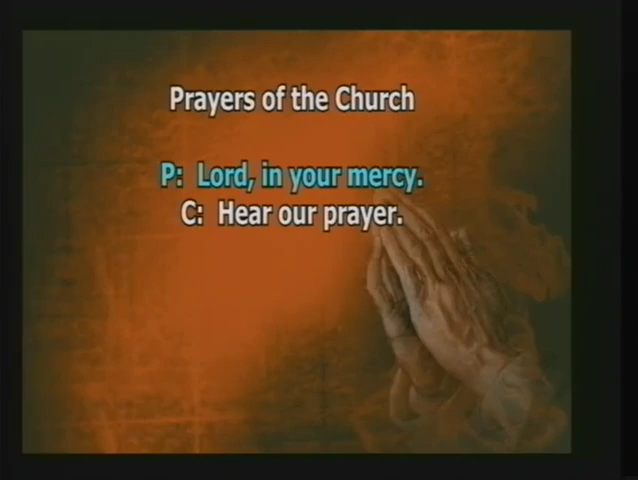 Prayers of the Church
P: Lord, in your mercy.
C: Hear our prayer.